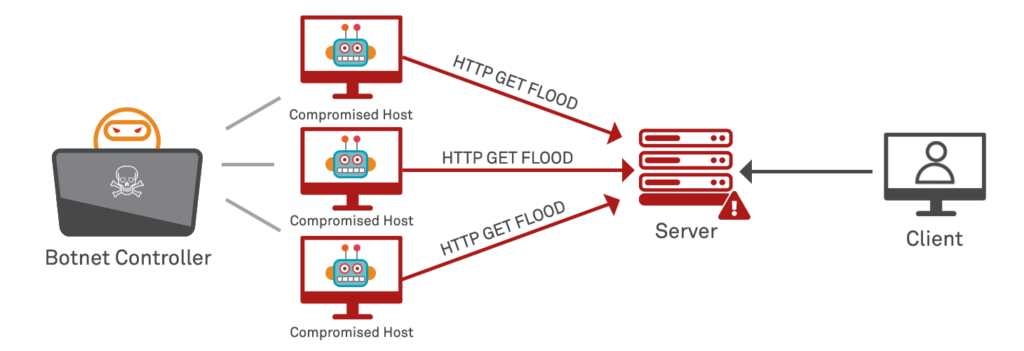 HTTP GET FLOOD
Compromised Host
HTTP GET FLOOD
Compromised Host
HTTP GET FLOOD
Compromised Host
Botnet Controller
Server
Client